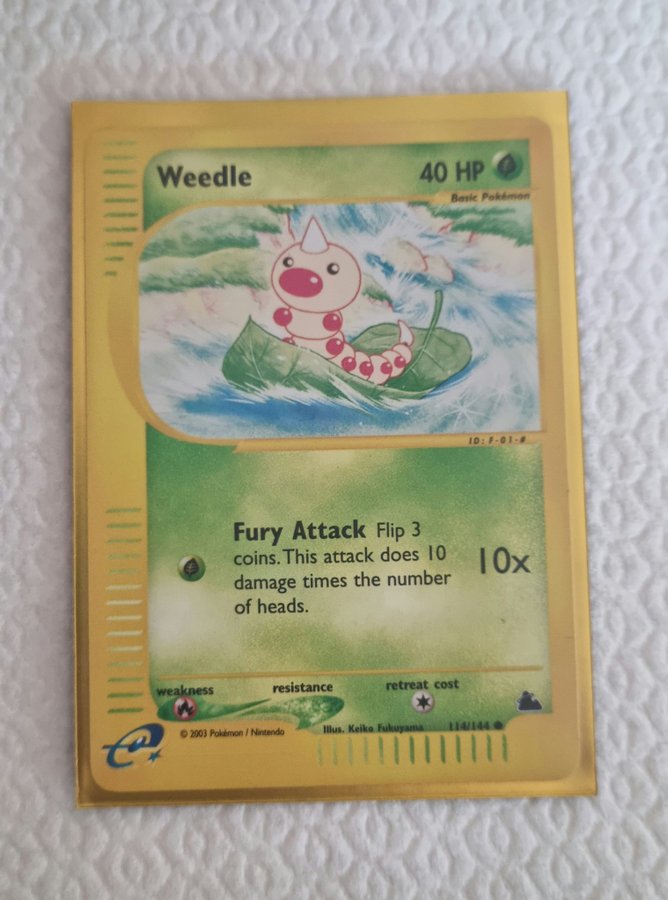 Weedle 40 HP
Basic Pokémon
ID: F-01-#
Fury Attack Flip 3
coins. This attack does 10
damage times the number
of heads.
10x
weakness resistance retreat cost
© 2003 Pokémon / Nintendo
Illus. Keiko Fukuyama 114/144
e